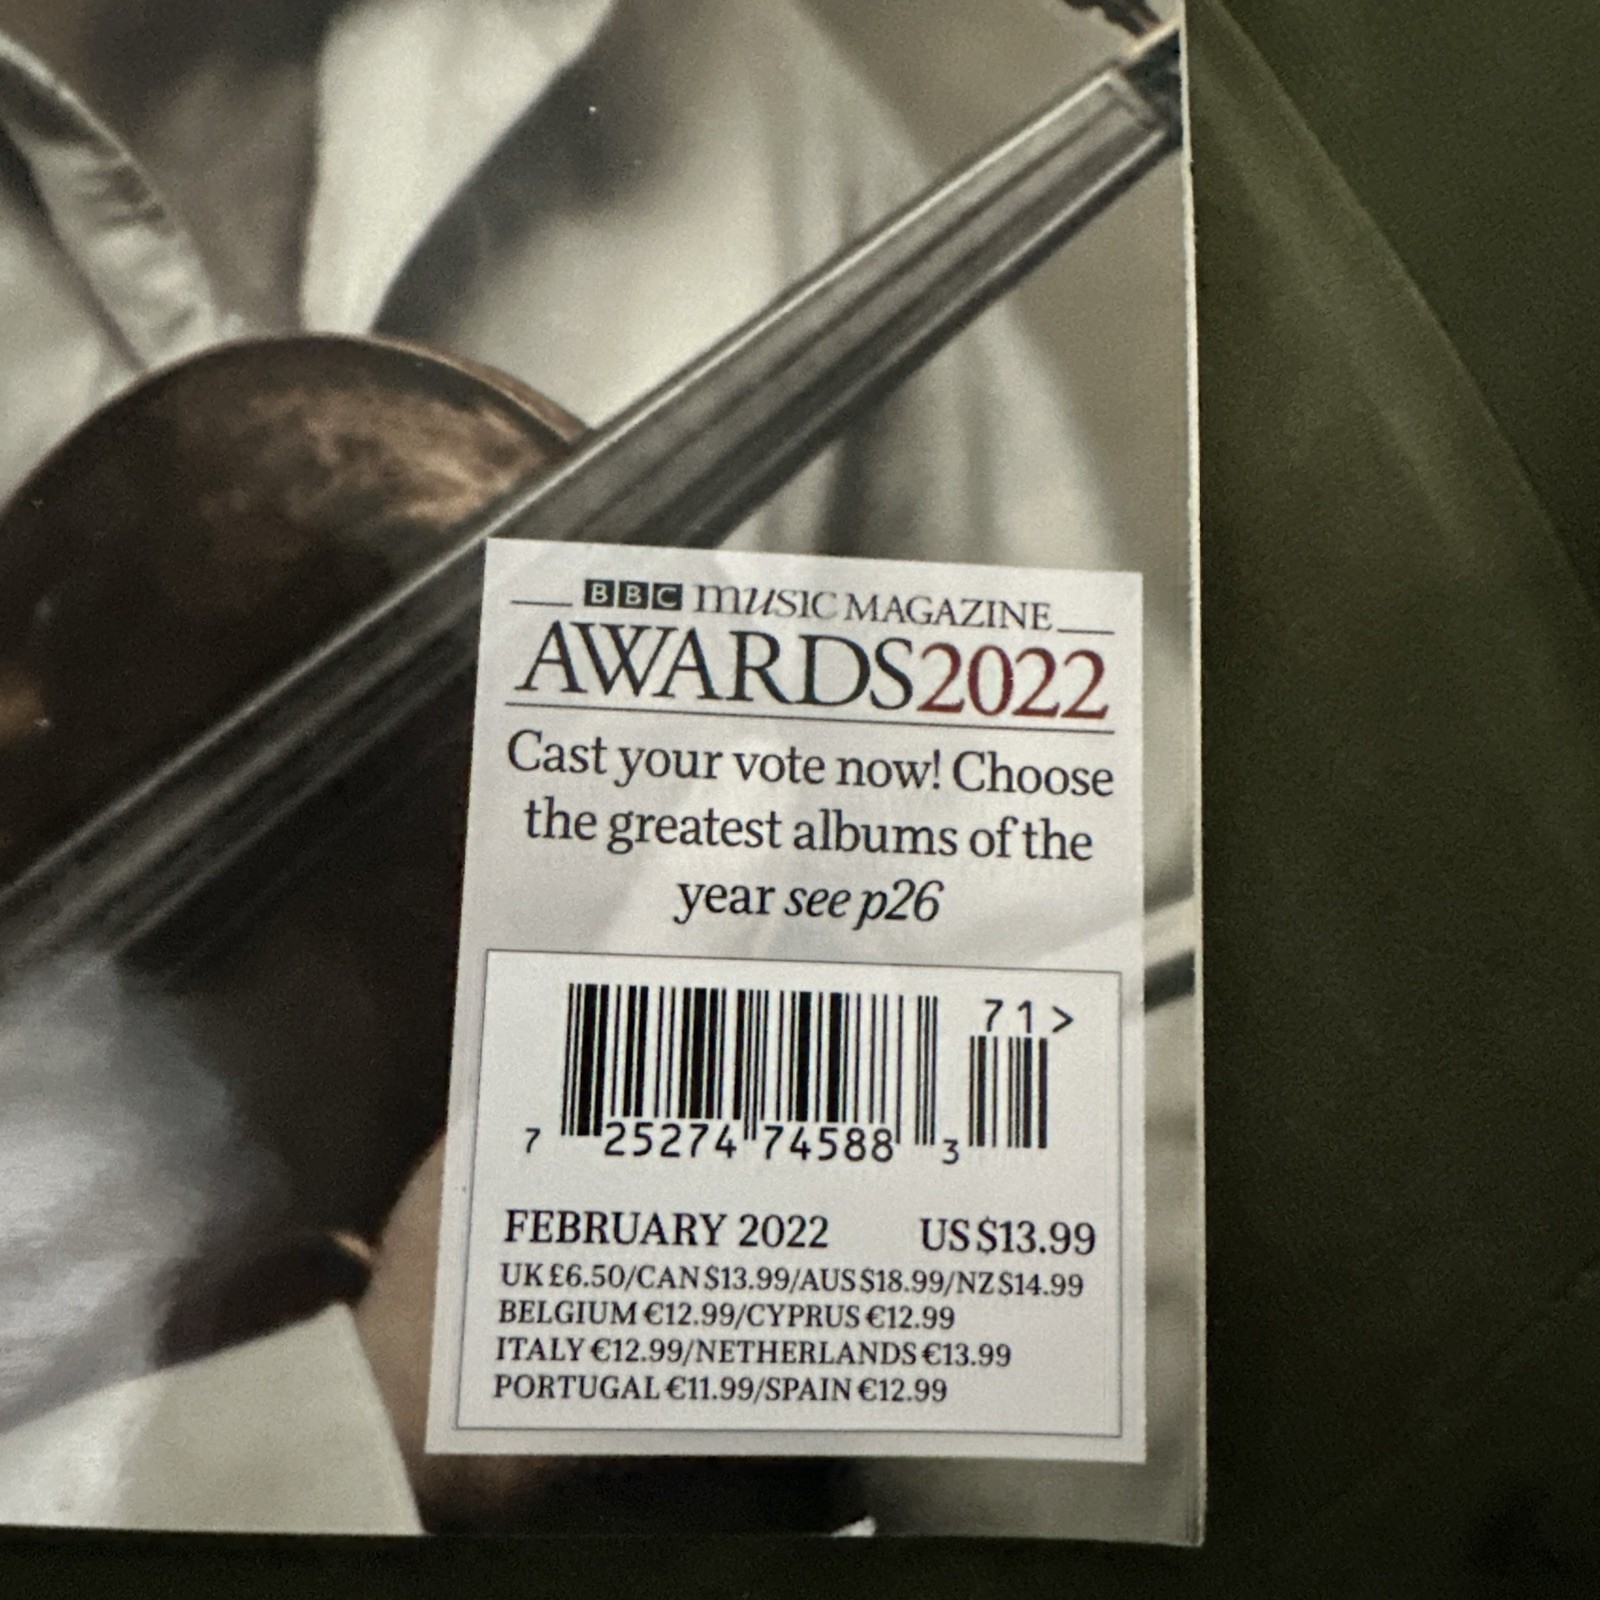 BBC music MAGAZINE
AWARDS2022
Cast your vote now! Choose
the greatest albums of the
year see p26
71>
7 25274 74588 3
FEBRUARY 2022 US$13.99
UK£6.50/CAN$13.99/AUS$18.99/NZ$14.99
BELGIUM €12.99/CYPRUS €12.99
ITALY €12.99/NETHERLANDS €13.99
PORTUGAL €11.99/SPAIN €12.99